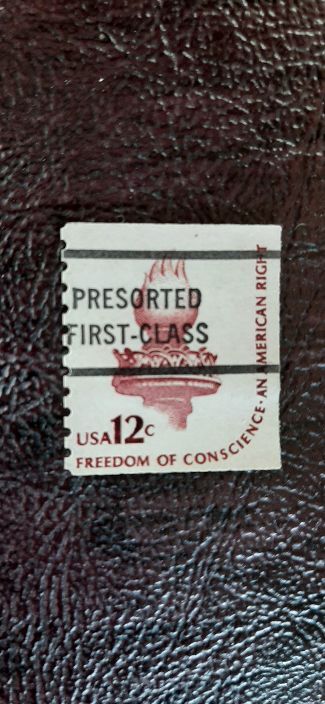 PRESORTED
FIRST-CLASS
USA12c
FREEDOM OF CONSCIENCE·AN AMERICAN RIGHT